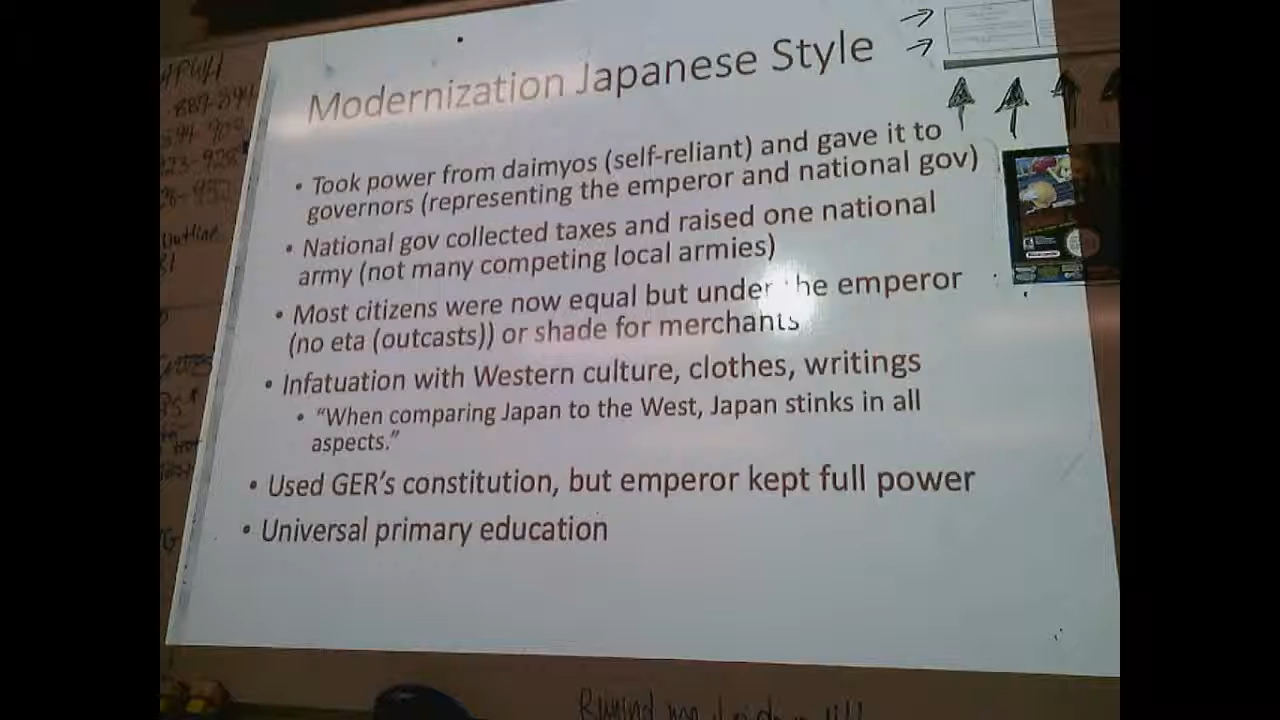 Modernization Japanese Style
• Took power from daimyos (self-reliant) and gave it to
governors (representing the emperor and national gov)
• National gov collected taxes and raised one national
army (not many competing local armies)
• Most citizens were now equal but under the emperor
(no eta (outcasts)) or shade for merchants
• Infatuation with Western culture, clothes, writings
• “When comparing Japan to the West, Japan stinks in all
aspects.”
• Used GER’s constitution, but emperor kept full power
• Universal primary education